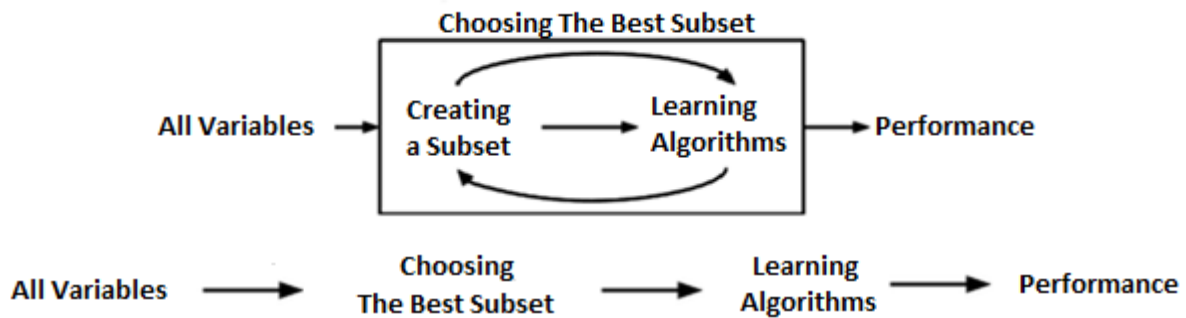 Choosing The Best Subset
All Variables
Creating
a Subset
Learning
Algorithms
Performance
All Variables
Choosing
The Best Subset
Learning
Algorithms
Performance